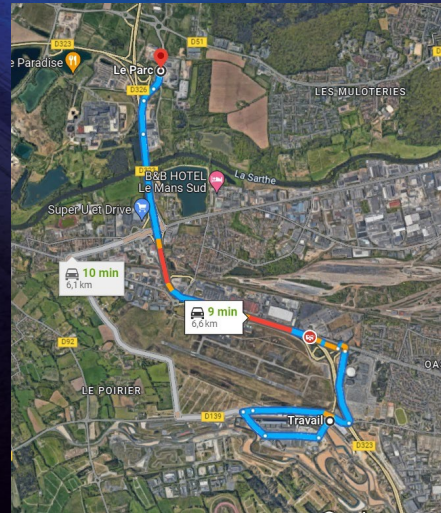 D323
D51
e Paradise
Le Parc
D326
LES MULOTERIES
B&B HOTEL
Le Mans Sud
La Sarthe
Super U et Drive
10 min
6,1 km
9 min
6,6 km
D92
OA
LE POIRIER
D139
Travail
D323